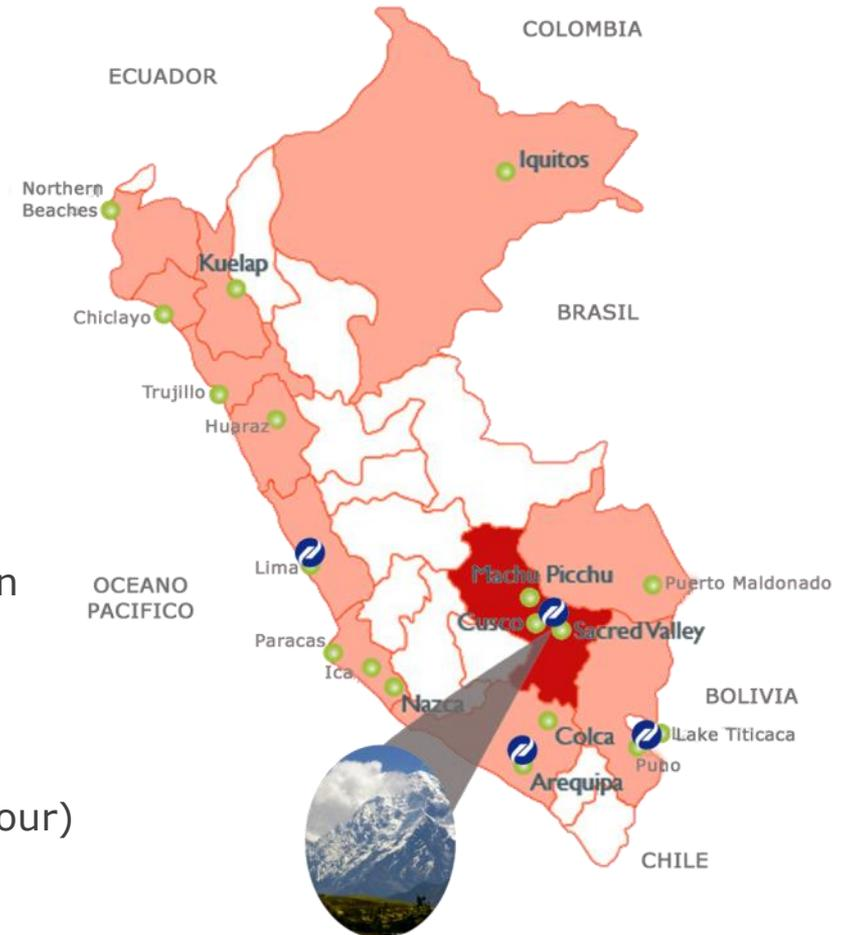 COLOMBIA
ECUADOR
Iquitos
Northern
Beaches
Kuelap
BRASIL
Chiclayo
Trujillo
Huaraz
Lima
n
OCEANO
PACIFICO
Machu Picchu
Puerto Maldonado
Cusco
Sacred Valley
Paracas
Ica
Nazca
BOLIVIA
Colca
Lake Titicaca
Puno
Arequipa
our)
CHILE